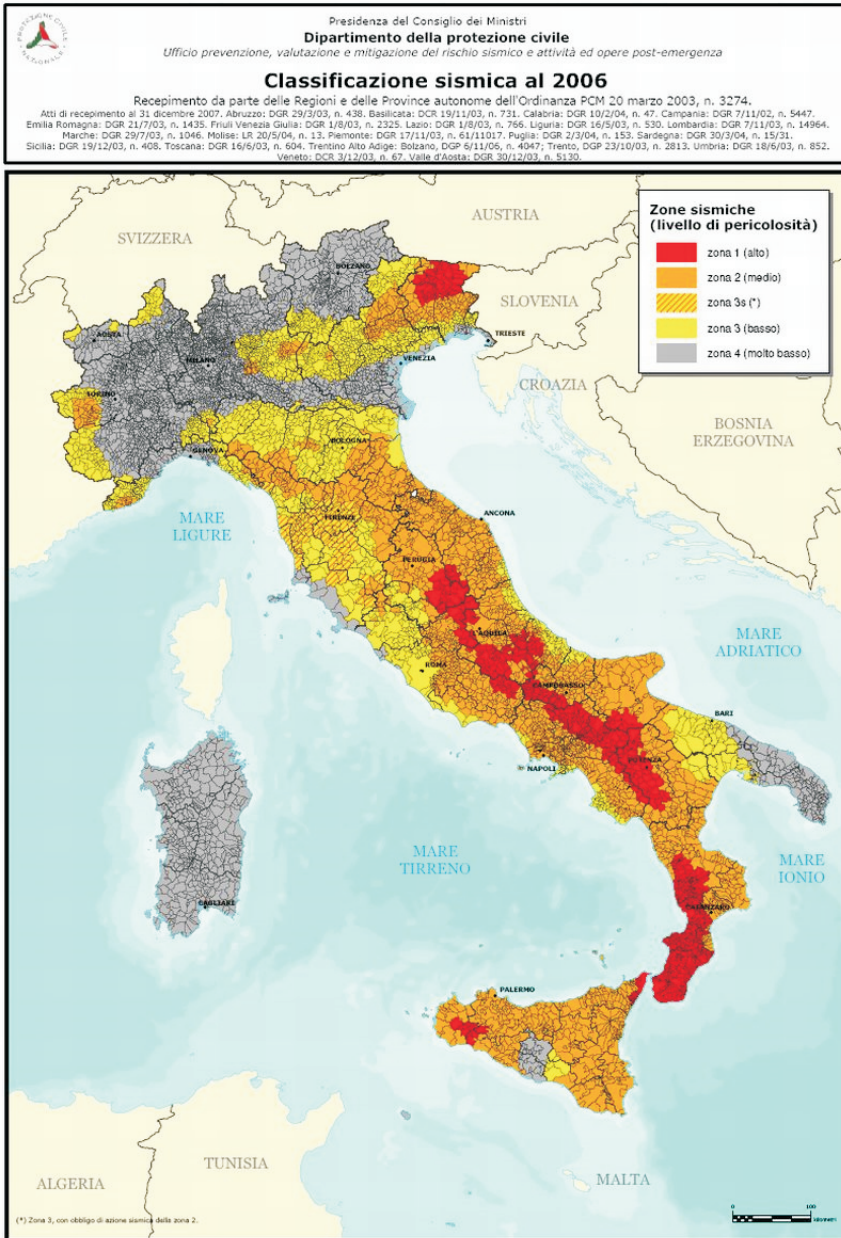 PROTEZIONE CIVILE
NAZIONALE
Presidenza del Consiglio dei Ministri
Dipartimento della protezione civile
Ufficio prevenzione, valutazione e mitigazione del rischio sismico e attività ed opere post-emergenza
Classificazione sismica al 2006
Recepimento da parte delle Regioni e delle Province autonome dell'Ordinanza PCM 20 marzo 2003, n. 3274.
Atti di recepimento al 31 dicembre 2007. Abruzzo: DGR 29/3/03, n. 438. Basilicata: DCR 19/11/03, n. 731. Calabria: DGR 10/2/04, n. 47. Campania: DGR 7/11/02, n. 5447.
Emilia Romagna: DGR 21/7/03, n. 1435. Friuli Venezia Giulia: DGR 1/8/03, n. 2325. Lazio: DGR 1/8/03, n. 766. Liguria: DGR 16/5/03, n. 530. Lombardia: DGR 7/11/03, n. 14964.
Marche: DGR 29/7/03, n. 1046. Molise: LR 20/5/04, n. 13. Piemonte: DGR 17/11/03, n. 61/11017. Puglia: DGR 2/3/04, n. 153. Sardegna: DGR 30/3/04, n. 15/31.
Sicilia: DGR 19/12/03, n. 408. Toscana: DGR 16/6/03, n. 604. Trentino Alto Adige: Bolzano, DGP 6/11/06, n. 4047; Trento, DGP 23/10/03, n. 2813. Umbria: DGR 18/6/03, n. 852.
Veneto: DCR 3/12/03, n. 67. Valle d'Aosta: DGR 30/12/03, n. 5130.
Zone sismiche
(livello di pericolosità)
zona 1 (alto)
zona 2 (medio)
zona 3s (*)
zona 3 (basso)
zona 4 (molto basso)
AUSTRIA
SVIZZERA
BOLZANO
SLOVENIA
AOSTA
TRIESTE
MILANO
VENEZIA
CROAZIA
TORINO
BOSNIA
ERZEGOVINA
BOLOGNA
GENOVA
MARE
LIGURE
ANCONA
FIRENZE
PERUGIA
L'AQUILA
MARE
ADRIATICO
ROMA
CAMPOBASSO
BARI
NAPOLI
POTENZA
MARE
TIRRENO
MARE
IONIO
CAGLIARI
CATANZARO
PALERMO
TUNISIA
ALGERIA
MALTA
0 100
kilometers
(*) Zona 3, con obbligo di azione sismica della zona 2.